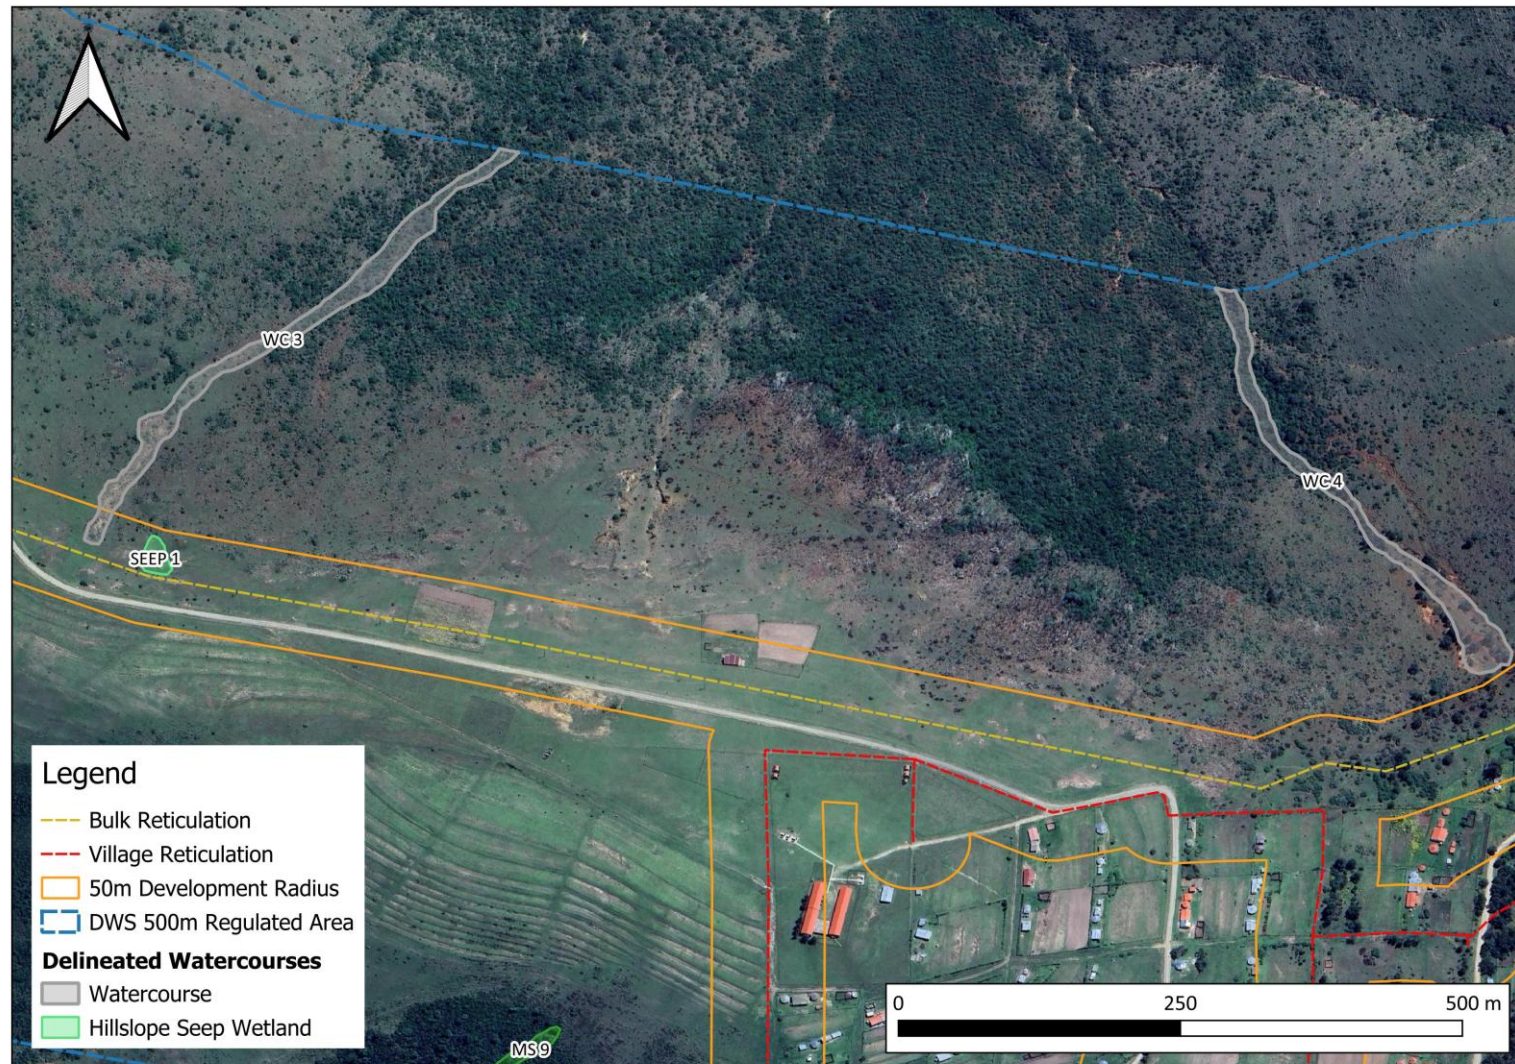 WC 3
WC 4
SEEP 1
Legend
Bulk Reticulation
Village Reticulation
50m Development Radius
DWS 500m Regulated Area
Delineated Watercourses
Watercourse
Hillslope Seep Wetland
MS 9
0 250 500 m